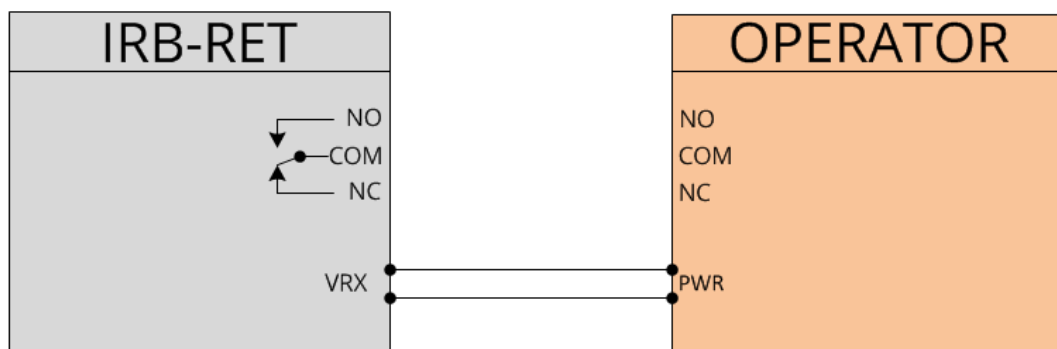 IRB-RET
NO
COM
NC
VRX
OPERATOR
NO
COM
NC
PWR